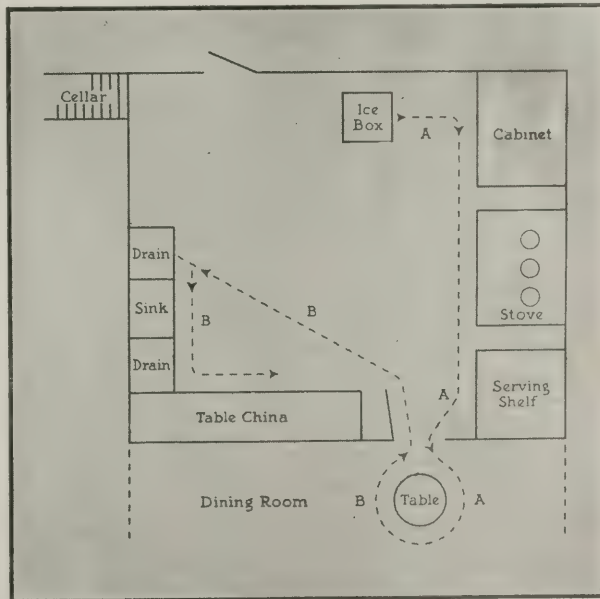 Cellar
Ice
Box
A
Cabinet
Drain
Sink
B
B
Stove
Drain
A
Serving
Shelf
Table China
Dining Room
B
Table
A